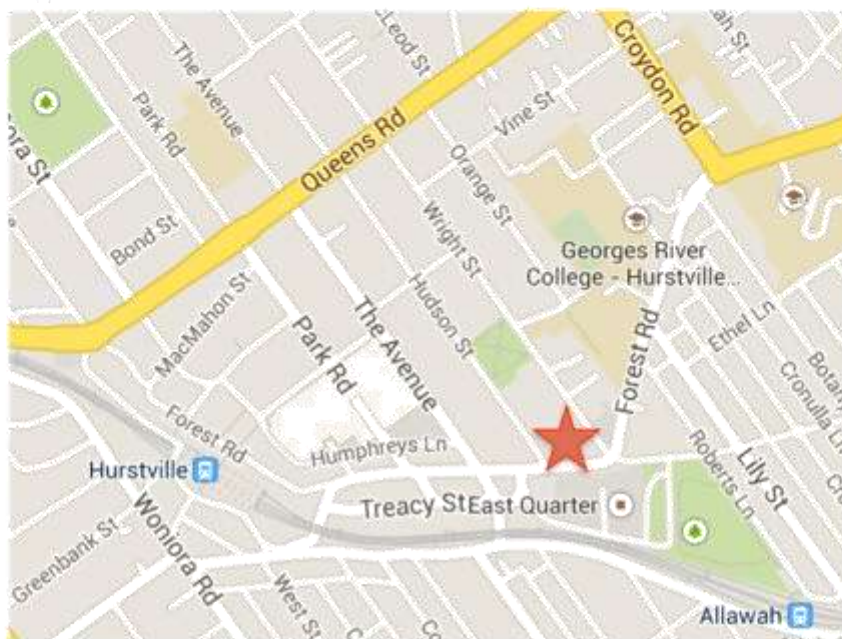 The Avenue
Park Rd
Queens Rd
Croydon Rd
Vine St
Orange St
Wright St
Bond St
MacMahon St
Hudson St
The Avenue
Park Rd
Georges River
College - Hurstville...
Ethel Ln
Forest Rd
Forest Rd
Humphreys Ln
Hurstville
Treacy St
East Quarter
Lily St
Roberts Ln
Cronulla Ln
Greenbank St
Woniora Rd
West St
Allawah